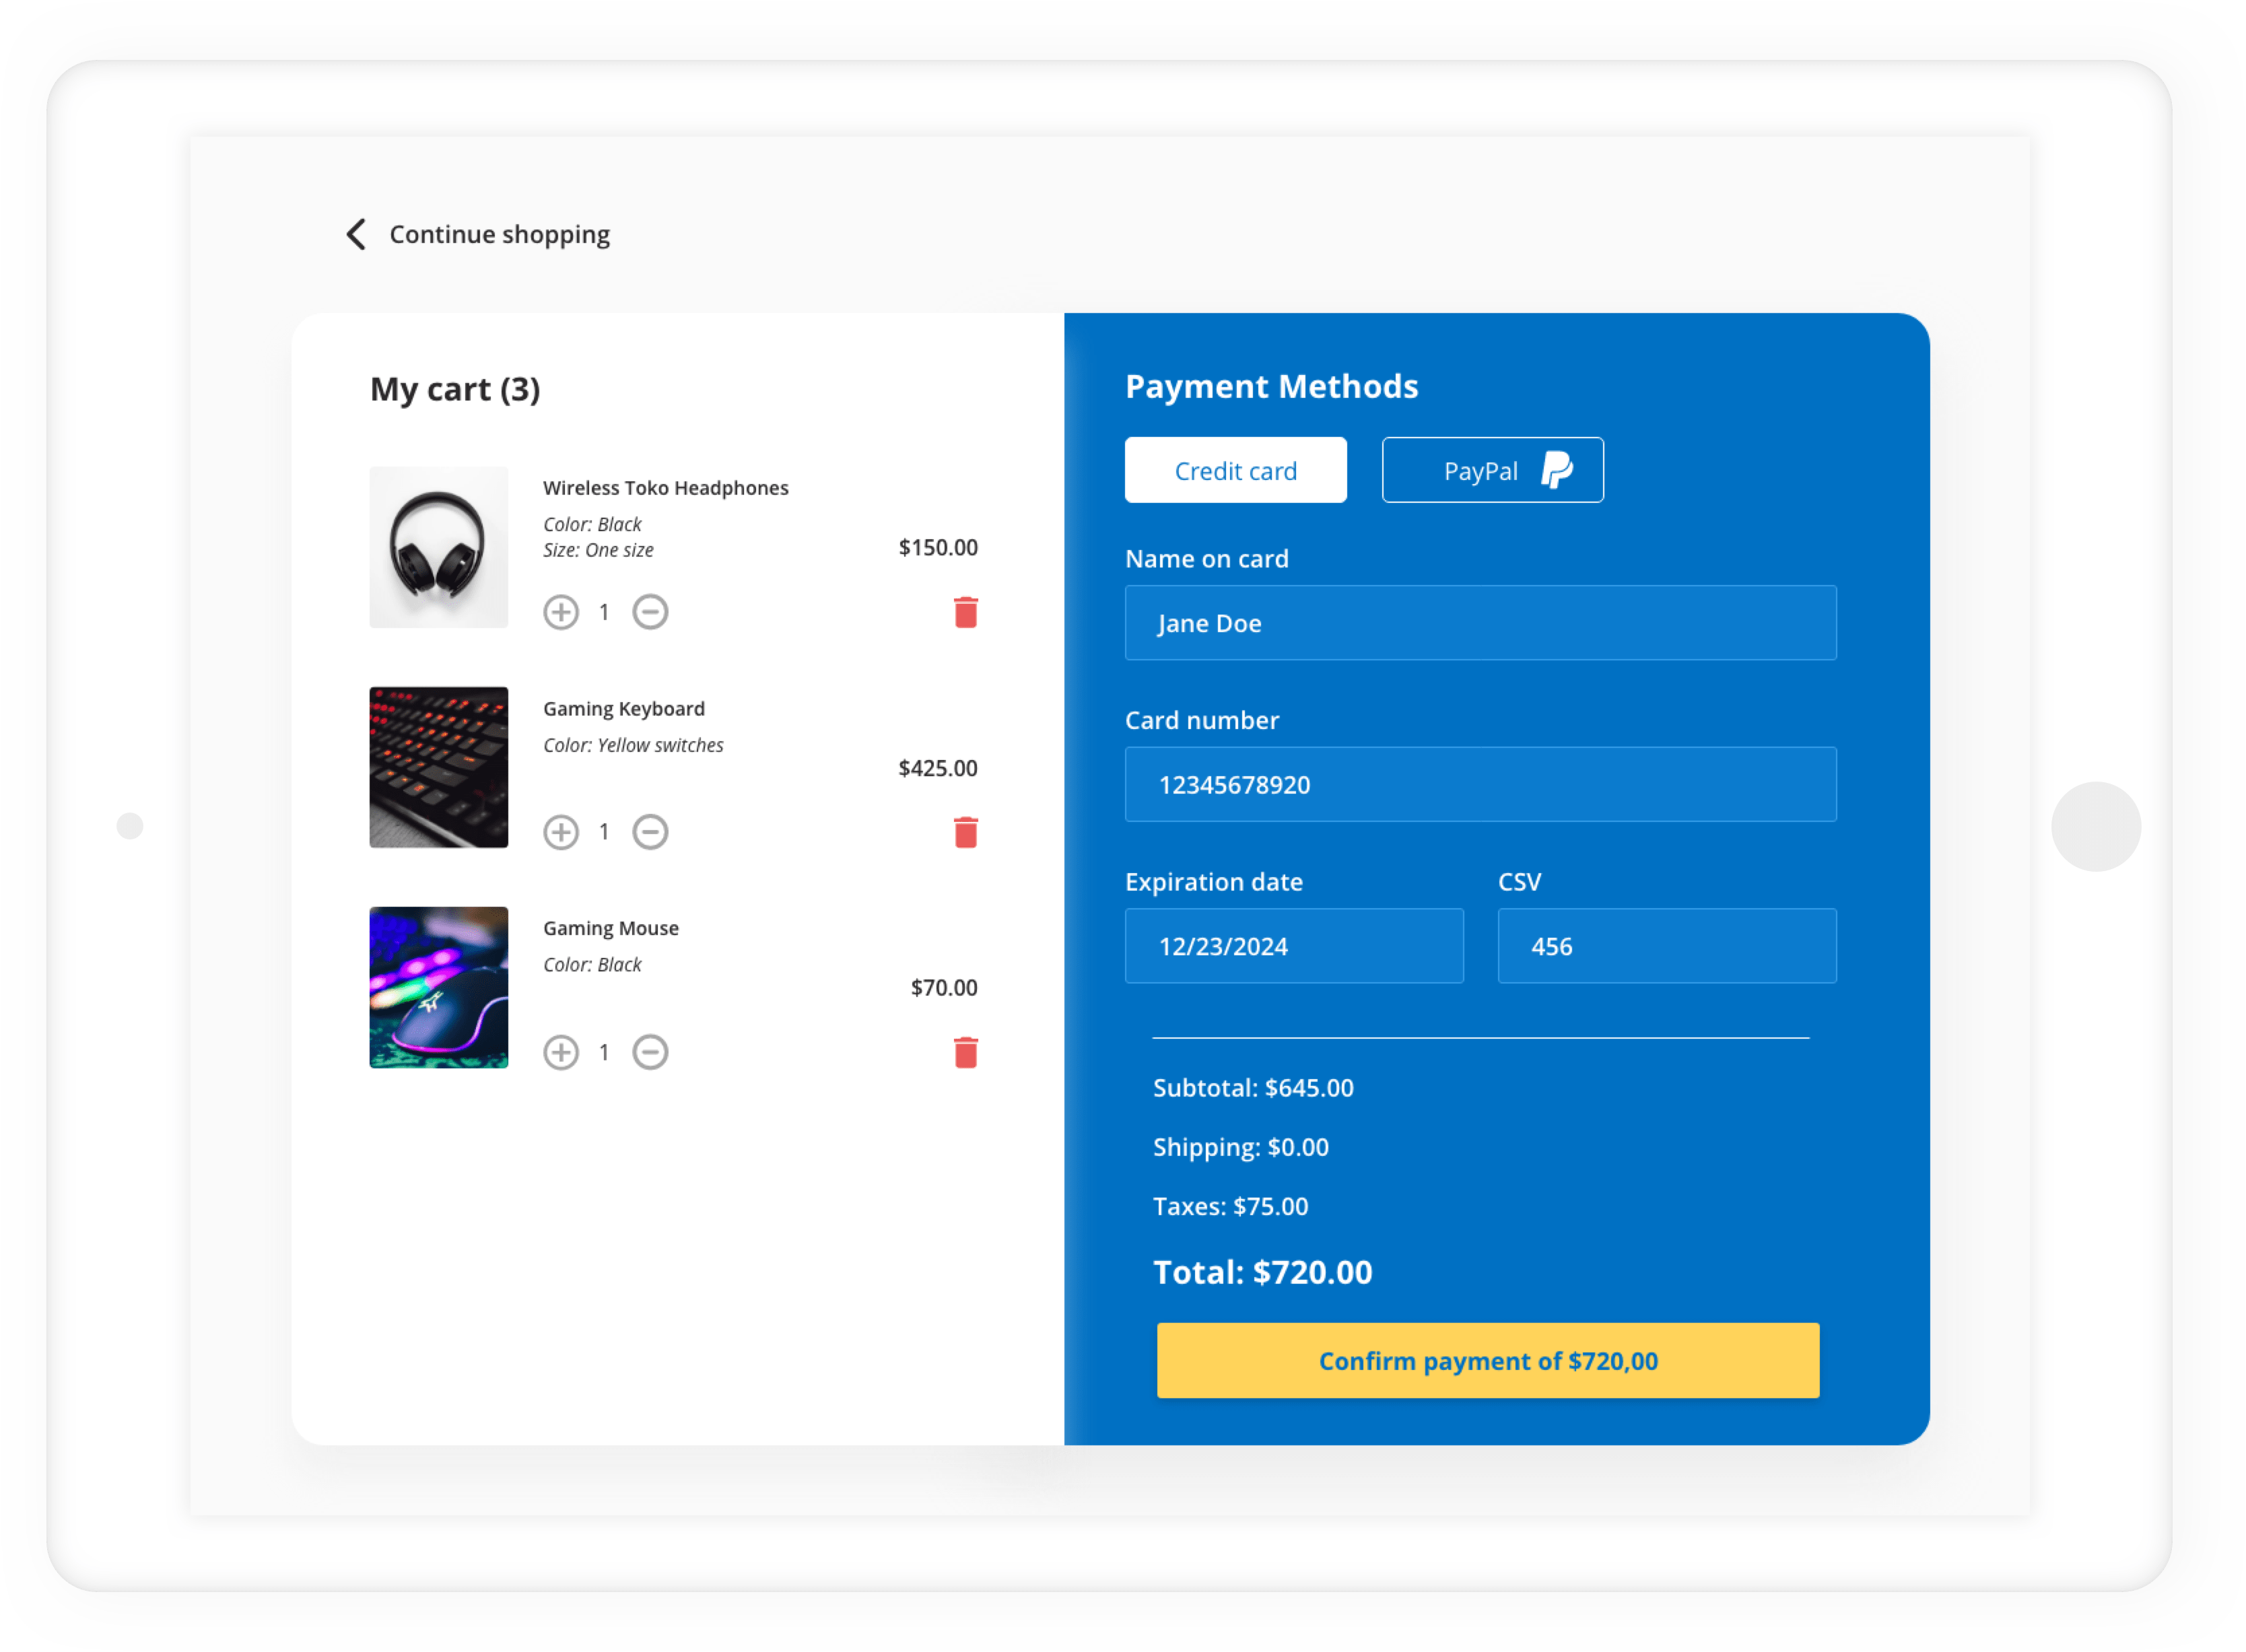 Continue shopping
My cart (3)
Wireless Toko Headphones
Color: Black
Size: One size
$150.00
1
Gaming Keyboard
Color: Yellow switches
$425.00
1
Gaming Mouse
Color: Black
$70.00
1
Payment Methods
Credit card
PayPal
Name on card
Jane Doe
Card number
12345678920
Expiration date
CSV
12/23/2024
456
Subtotal: $645.00
Shipping: $0.00
Taxes: $75.00
Total: $720.00
Confirm payment of $720,00